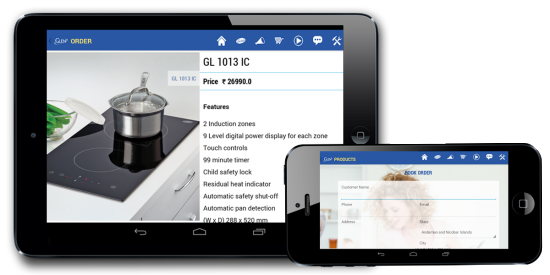 ORDER
GL 1013 IC
GL 1013 IC
Price ₹ 26990.0
Features
2 Induction zones
9 Level digital power display for each zone
Touch controls
99 minute timer
Child safety lock
Residual heat indicator
Automatic safety shut-off
Automatic pan detection
(W x D) 288 x 520 mm
PRODUCTS
BOOK ORDER
Customer Name
Phone
Email
Address
State
Andaman and Nicobar Islands
City